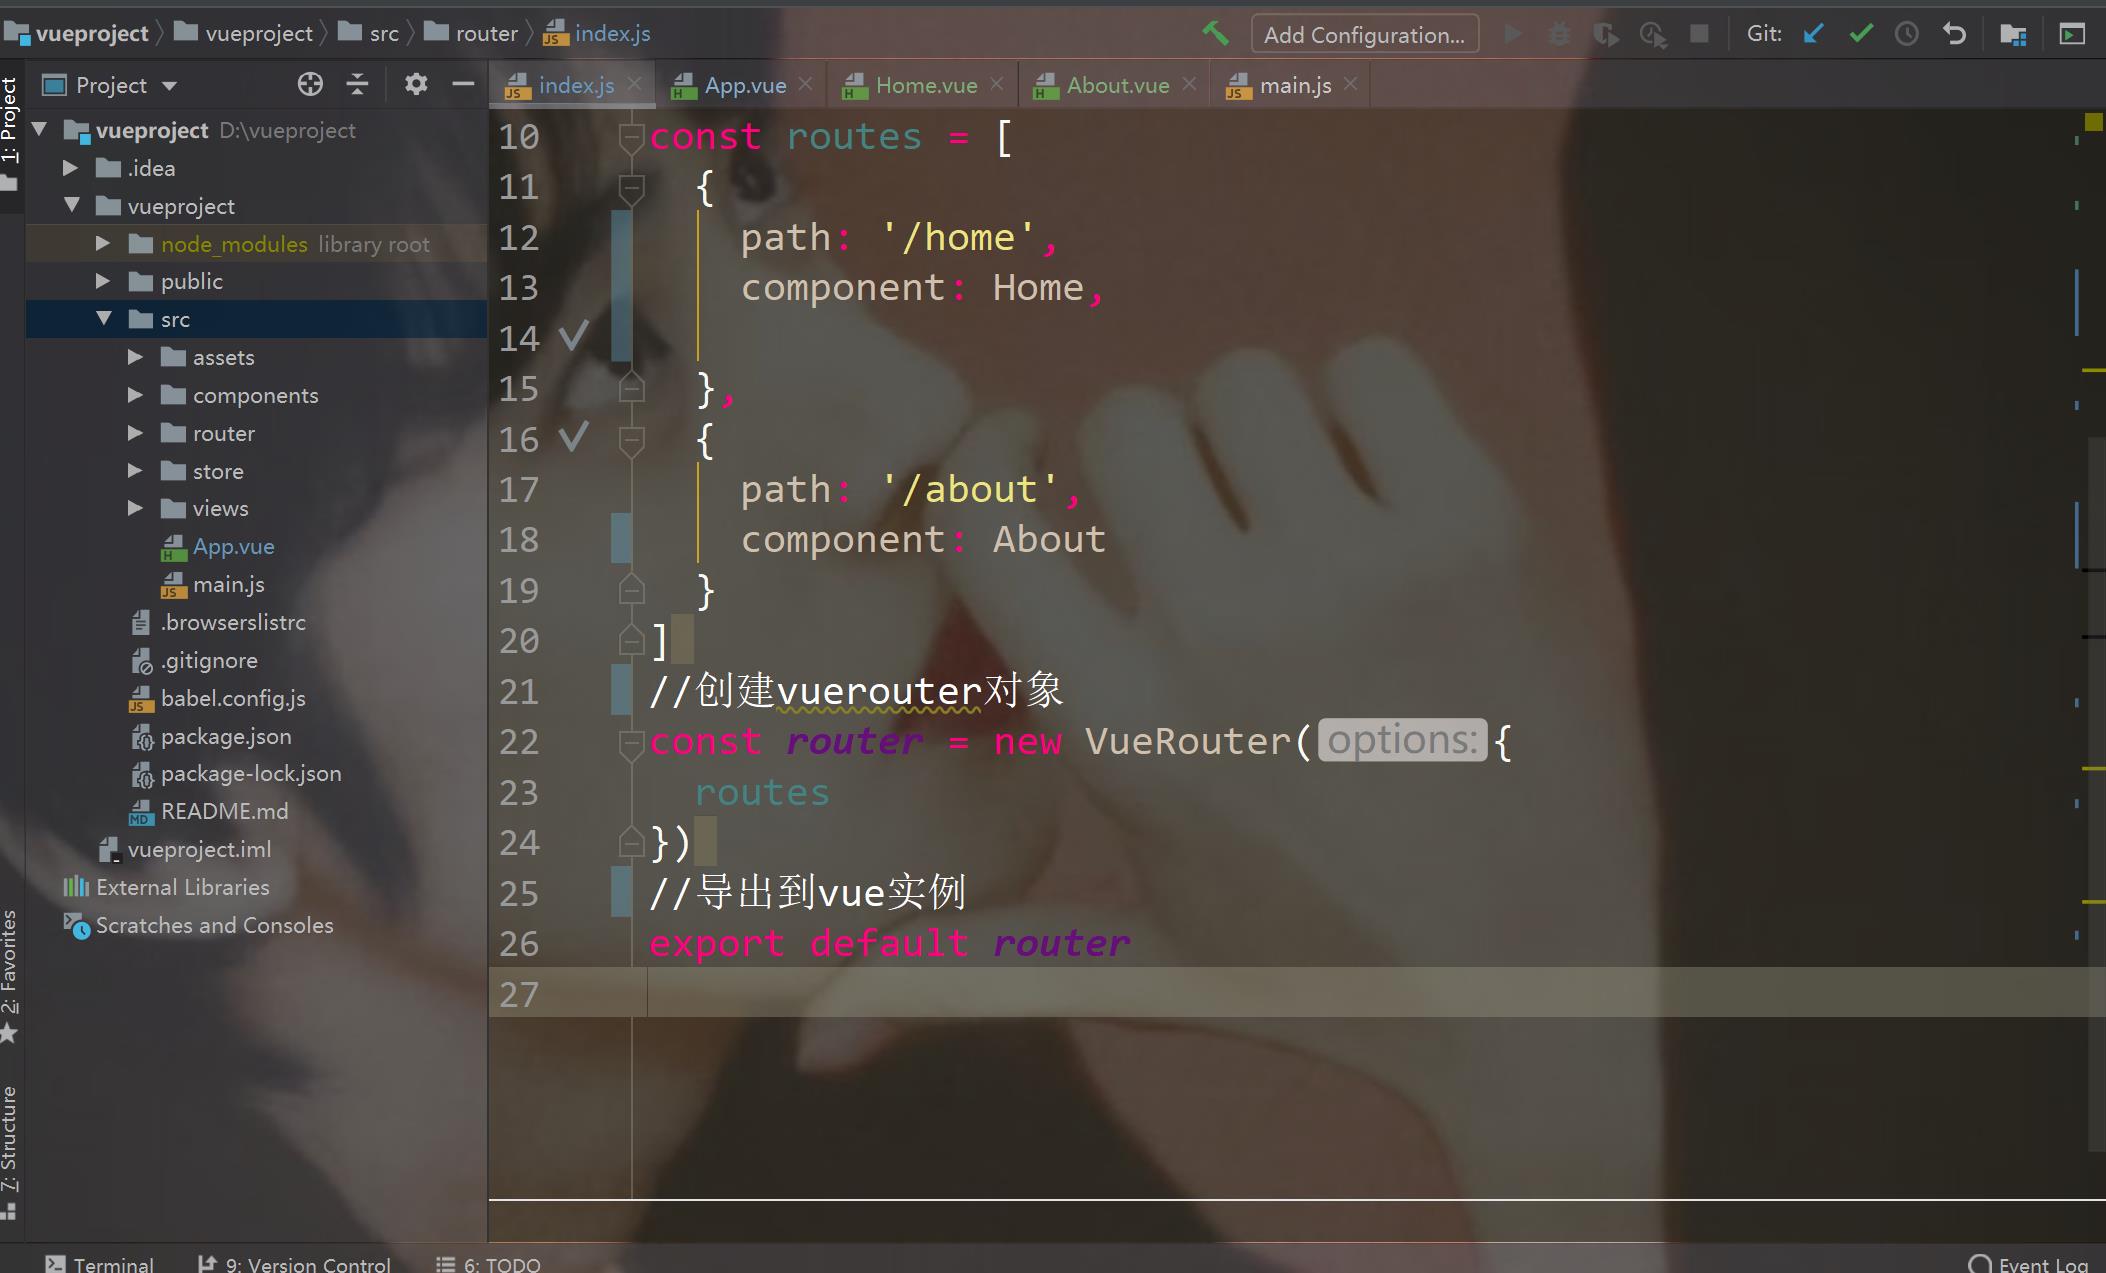 vueproject vueproject src router index.js Add Configuration... Git:
Project index.js App.vue Home.vue About.vue main.js
1: Project
vueproject D:\vueproject
.idea
vueproject
node_modules library root
public
src
assets
components
router
store
views
App.vue
main.js
.browserslistrc
.gitignore
babel.config.js
package.json
package-lock.json
README.md
vueproject.iml
External Libraries
Scratches and Consoles
2: Favorites
7: Structure
10 const routes = [
11 {
12 path: '/home',
13 component: Home,
14
15 },
16 {
17 path: '/about',
18 component: About
19 }
20 ]
21 //创建vuerouter对象
22 const router = new VueRouter( options: {
23 routes
24 })
25 //导出到vue实例
26 export default router
27
Terminal 9: Version Control 6: TODO Event Log